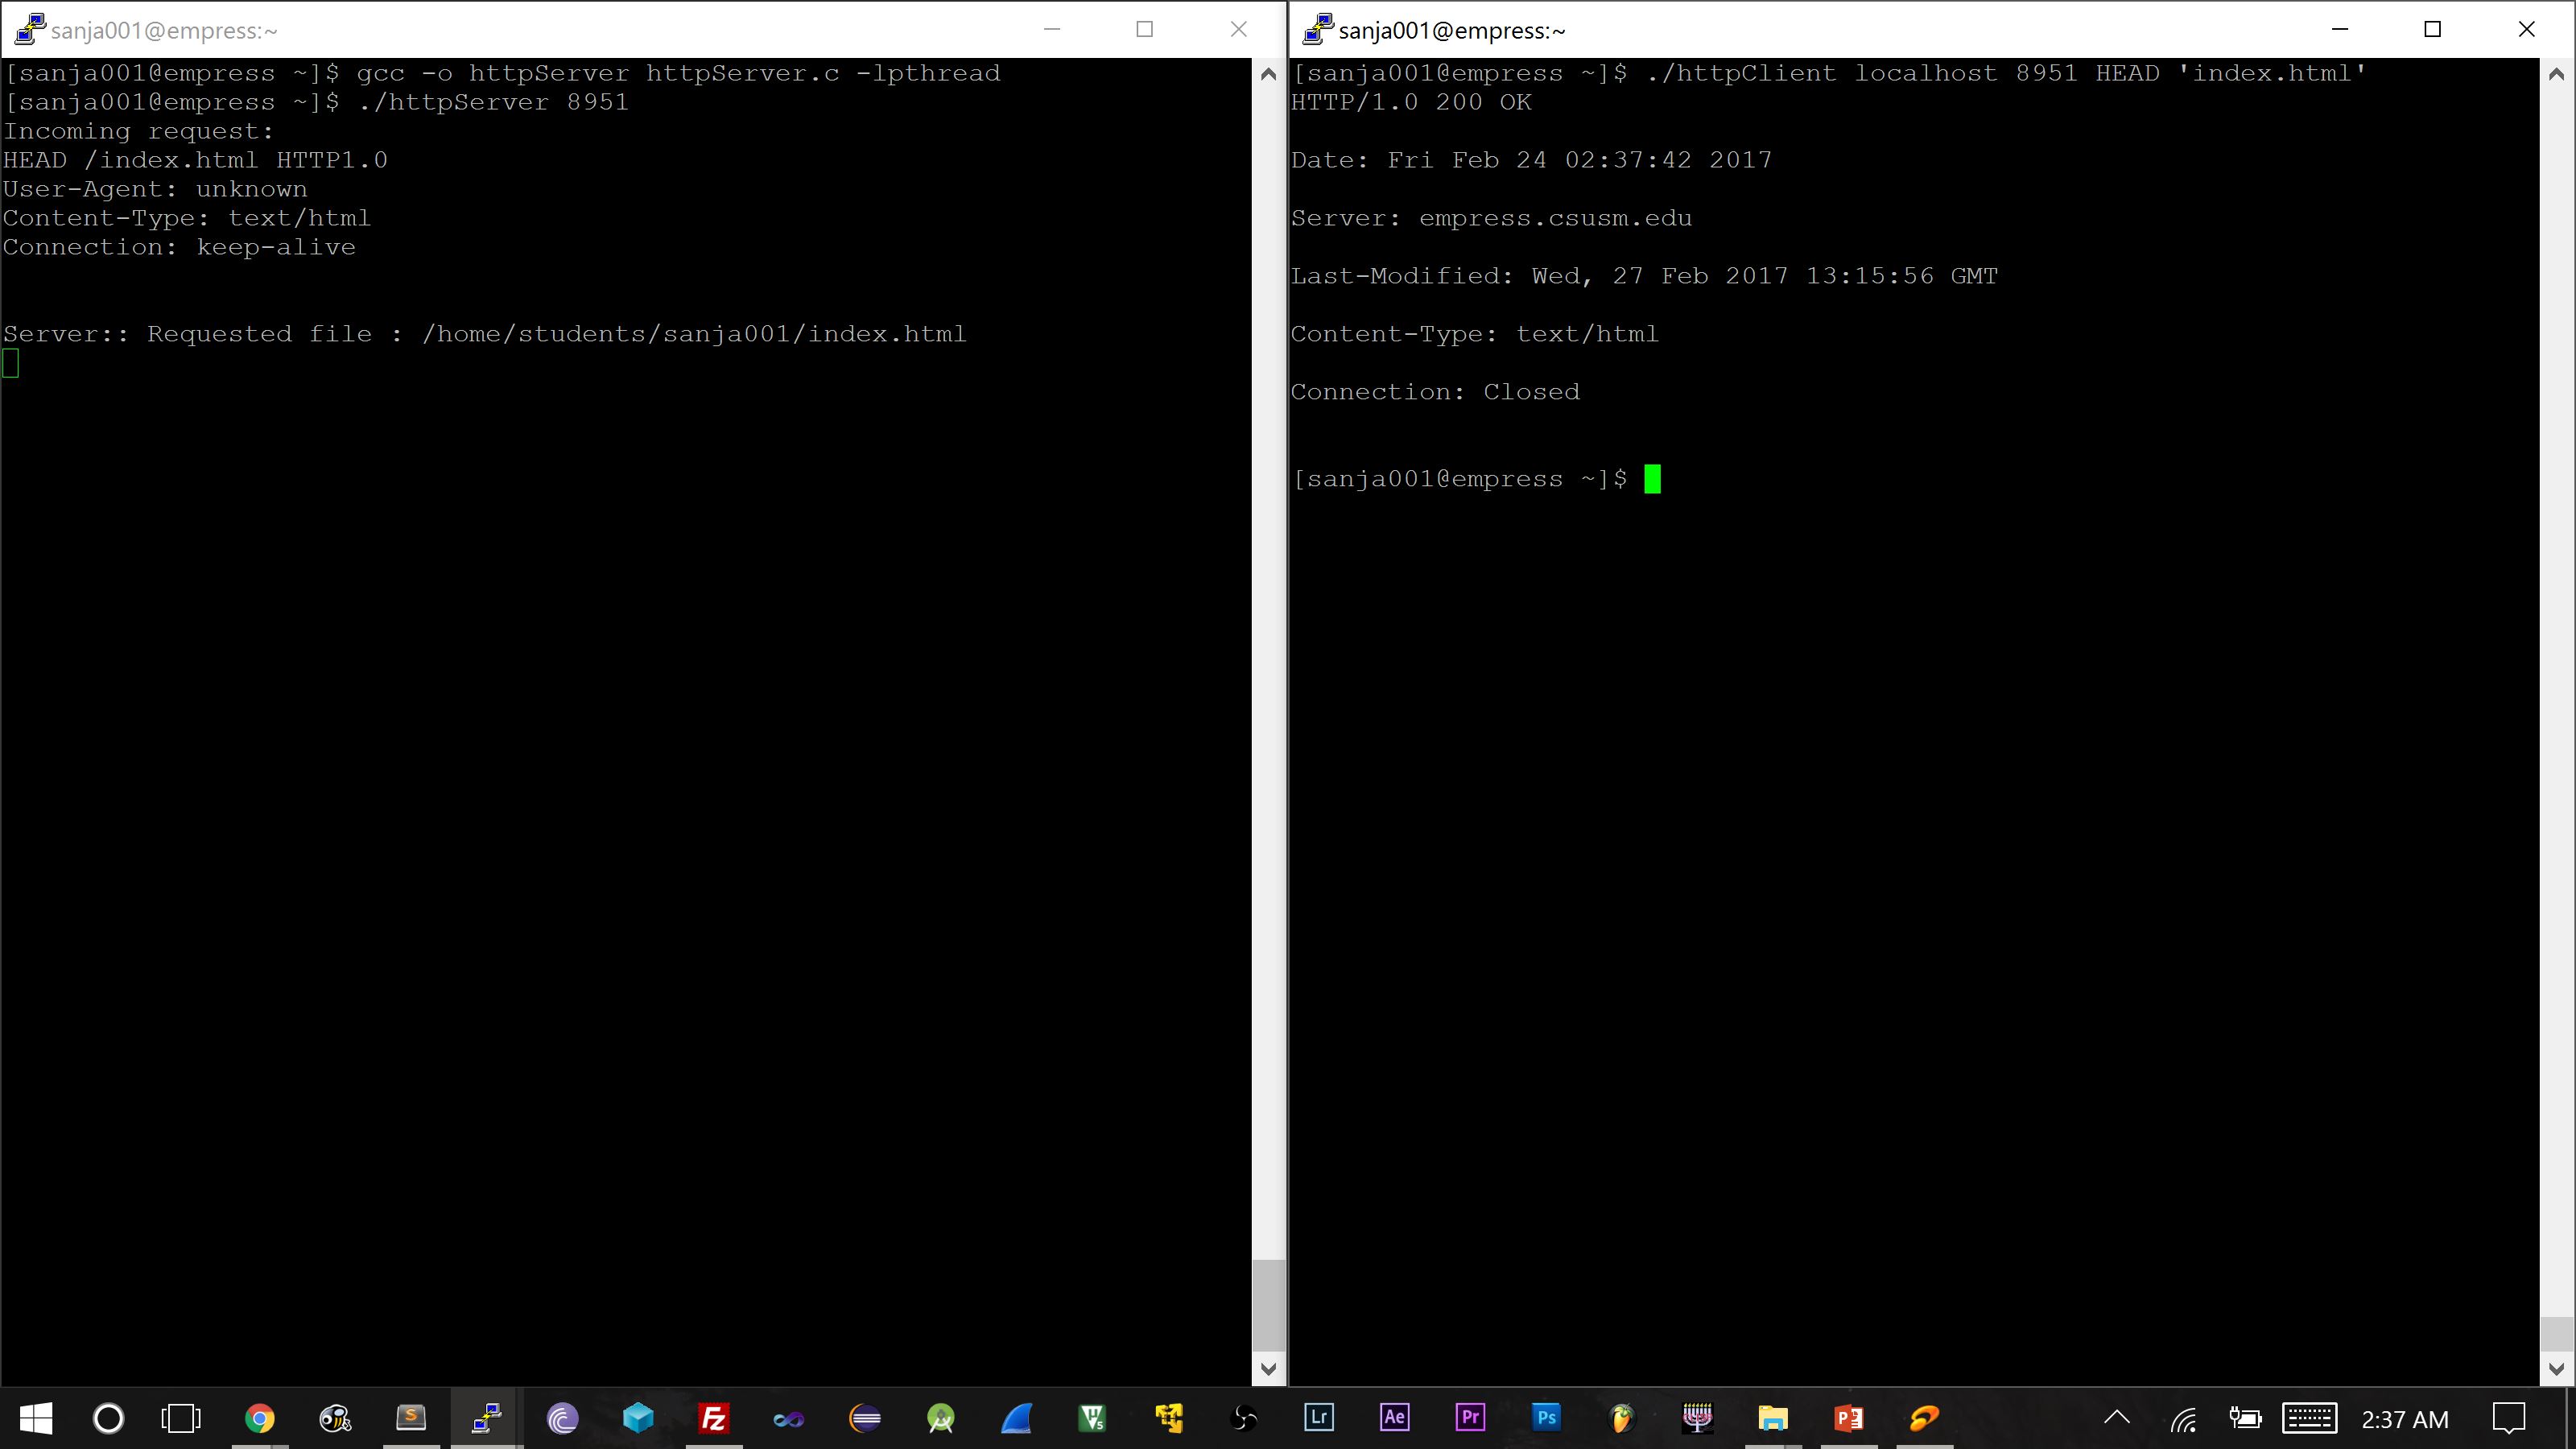 sanja001@empress:~
[sanja001@empress ~]$ gcc -o httpServer httpServer.c -lpthread
[sanja001@empress ~]$ ./httpServer 8951
Incoming request:
HEAD /index.html HTTP1.0
User-Agent: unknown
Content-Type: text/html
Connection: keep-alive
Server:: Requested file : /home/students/sanja001/index.html
sanja001@empress:~
[sanja001@empress ~]$ ./httpClient localhost 8951 HEAD 'index.html'
HTTP/1.0 200 OK
Date: Fri Feb 24 02:37:42 2017
Server: empress.csusm.edu
Last-Modified: Wed, 27 Feb 2017 13:15:56 GMT
Content-Type: text/html
Connection: Closed
[sanja001@empress ~]$
S Fz V5 Lr Ae Pr Ps P 2:37 AM